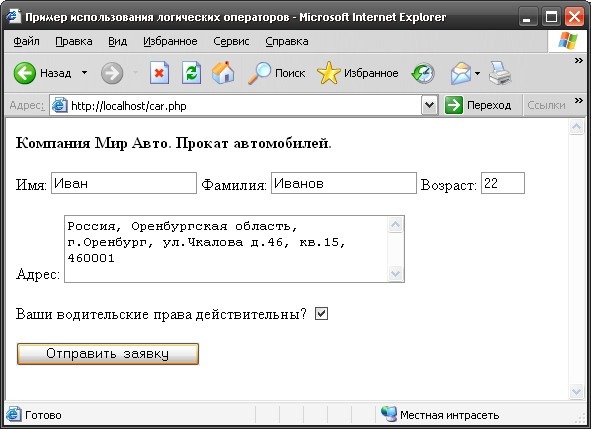 Пример использования логических операторов - Microsoft Internet Explorer
Файл Правка Вид Избранное Сервис Справка
Назад Поиск Избранное
Адрес: http://localhost/car.php Переход Ссылки
Компания Мир Авто. Прокат автомобилей.
Имя: Иван Фамилия: Иванов Возраст: 22
Россия, Оренбургская область,
г.Оренбург, ул.Чкалова д.46, кв.15,
460001
Адрес:
Ваши водительские права действительны?
Отправить заявку
Готово Местная интрасеть